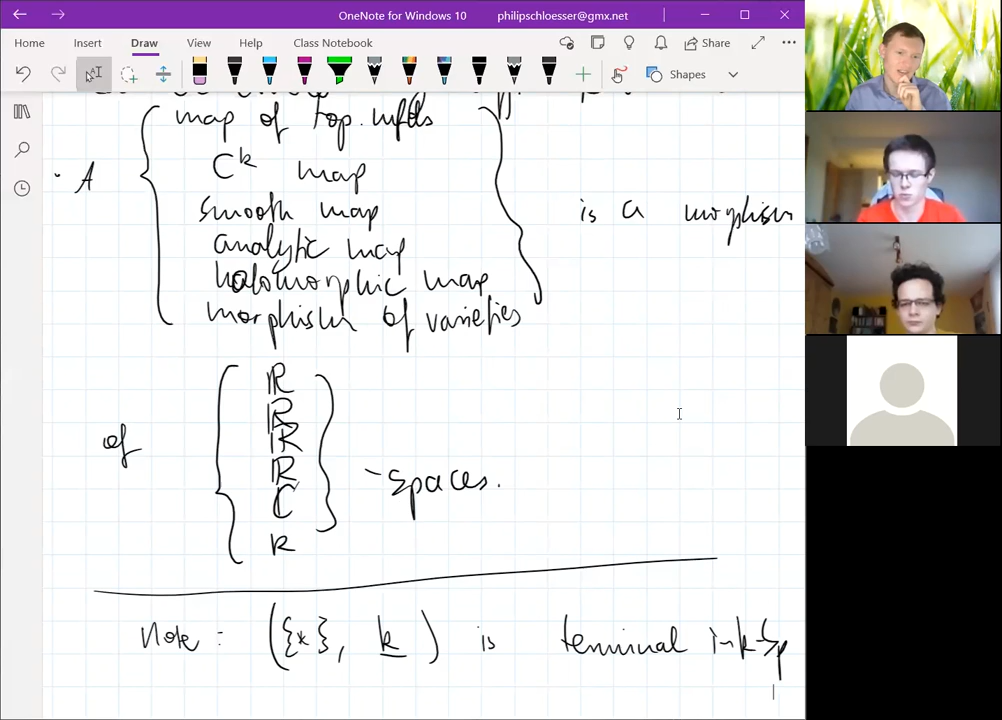 OneNote for Windows 10
philipschloesser@gmx.net
Home Insert Draw View Help Class Notebook
Share
Shapes
map of top. mfds
· A
C^k map
smooth map
is a morphism
analytic map
holomorphic map
morphism of varieties
ℝ
ℝ
ℝ
of
ℝ
-spaces.
ℂ
k
Note: ({*}, k) is terminal in k-Sp